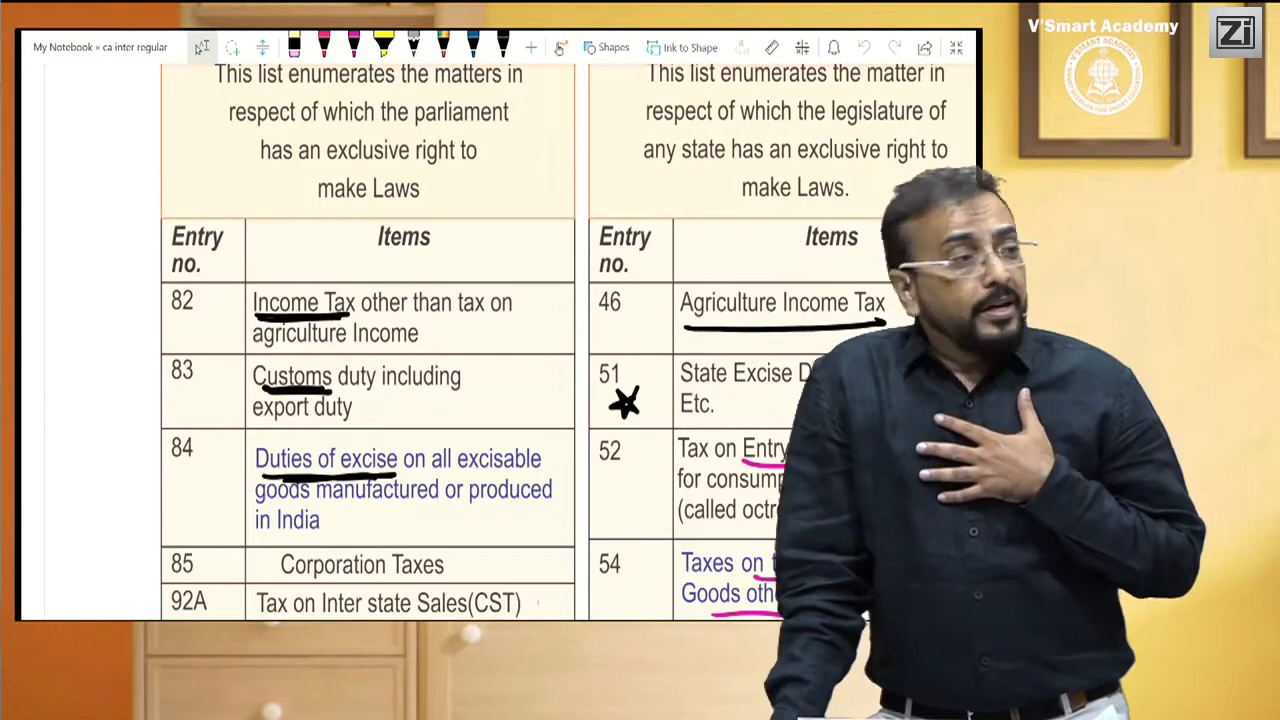 V'Smart Academy
Zi
My Notebook » ca inter regular
Shapes
Ink to Shape
This list enumerates the matters in
respect of which the parliament
has an exclusive right to
make Laws
Entry no.
Items
82
Income Tax other than tax on
agriculture Income
83
Customs duty including
export duty
84
Duties of excise on all excisable
goods manufactured or produced
in India
85
Corporation Taxes
92A
Tax on Inter state Sales(CST)
This list enumerates the matter in
respect of which the legislature of
any state has an exclusive right to
make Laws.
Entry no.
Items
46
Agriculture Income Tax
51
State Excise D
Etc.
52
Tax on Entry
for consump
(called octr
54
Taxes on t
Goods oth